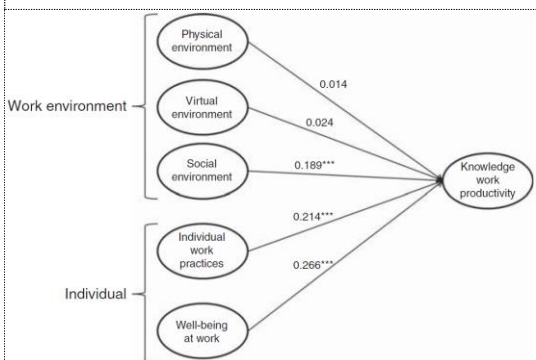 Physical
environment
0.014
Work environment
Virtual
environment
0.024
Social
environment
0.189***
Knowledge
work
productivity
Individual
work
practices
0.214***
Individual
0.266***
Well-being
at work